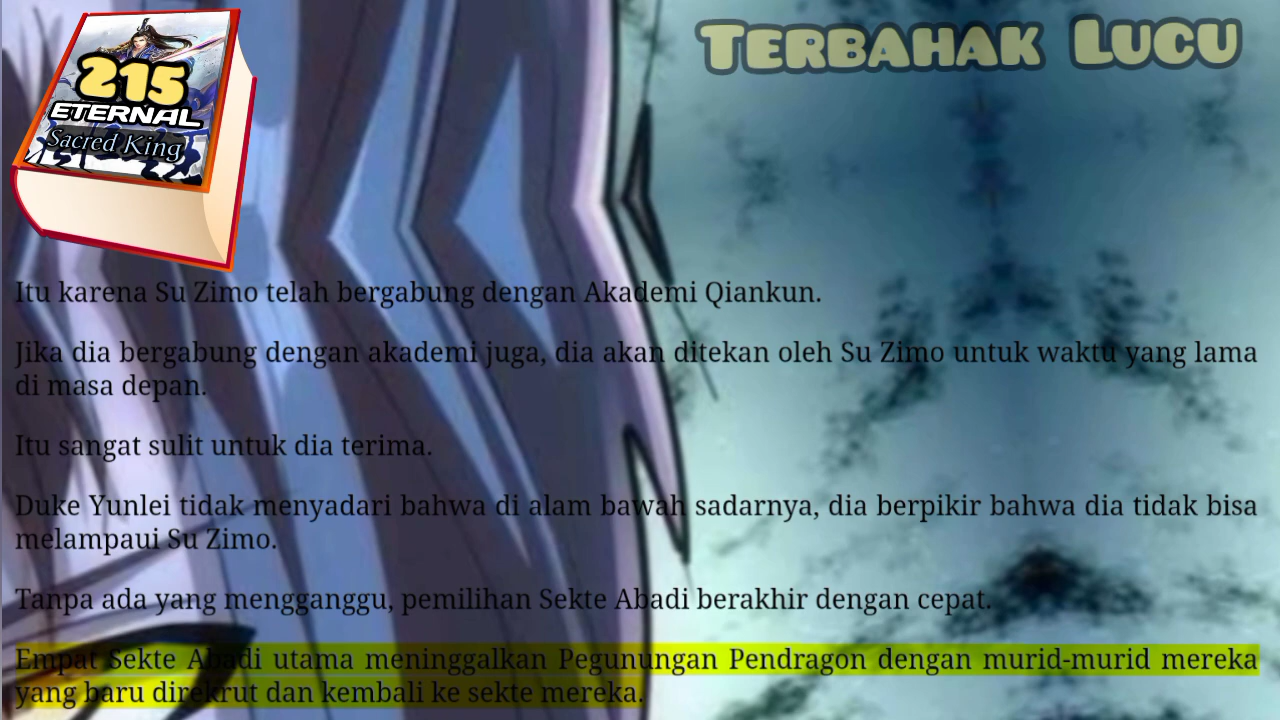 Terbahak Lucu
215
ETERNAL
Sacred King
Itu karena Su Zimo telah bergabung dengan Akademi Qiankun.
Jika dia bergabung dengan akademi juga, dia akan ditekan oleh Su Zimo untuk waktu yang lama
di masa depan.
Itu sangat sulit untuk dia terima.
Duke Yunlei tidak menyadari bahwa di alam bawah sadarnya, dia berpikir bahwa dia tidak bisa
melampaui Su Zimo.
Tanpa ada yang mengganggu, pemilihan Sekte Abadi berakhir dengan cepat.
Empat Sekte Abadi utama meninggalkan Pegunungan Pendragon dengan murid-murid mereka
yang baru direkrut dan kembali ke sekte mereka.